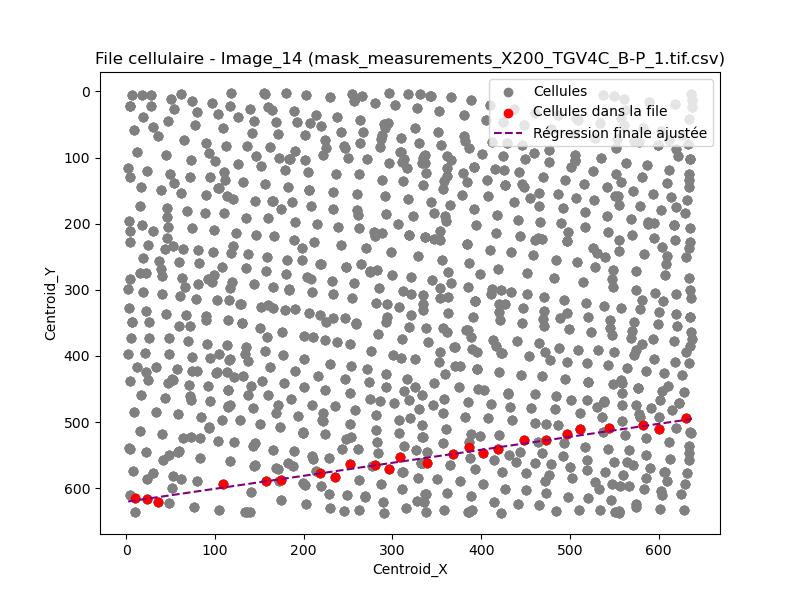 File cellulaire - Image_14 (mask_measurements_X200_TGV4C_B-P_1.tif.csv)
Cellules
Cellules dans la file
Régression finale ajustée
Centroid_Y
0
100
200
300
400
500
600
0 100 200 300 400 500 600
Centroid_X